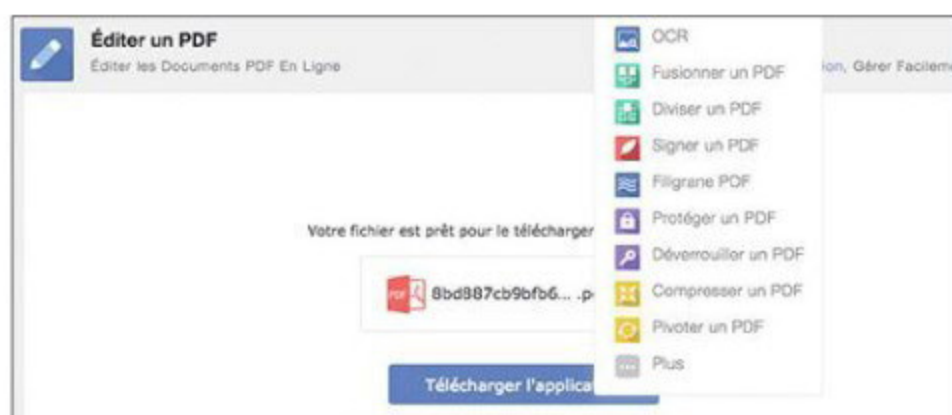 Éditer un PDF
Éditer les Documents PDF En Ligne
ion, Gérer Facileme
Votre fichier est prêt pour le télécharger
PDF
8bd887cb9bfb6... .p
Télécharger l'applica
OCR
Fusionner un PDF
Diviser un PDF
Signer un PDF
Filigrane PDF
Protéger un PDF
Déverrouiller un PDF
Compresser un PDF
Pivoter un PDF
Plus